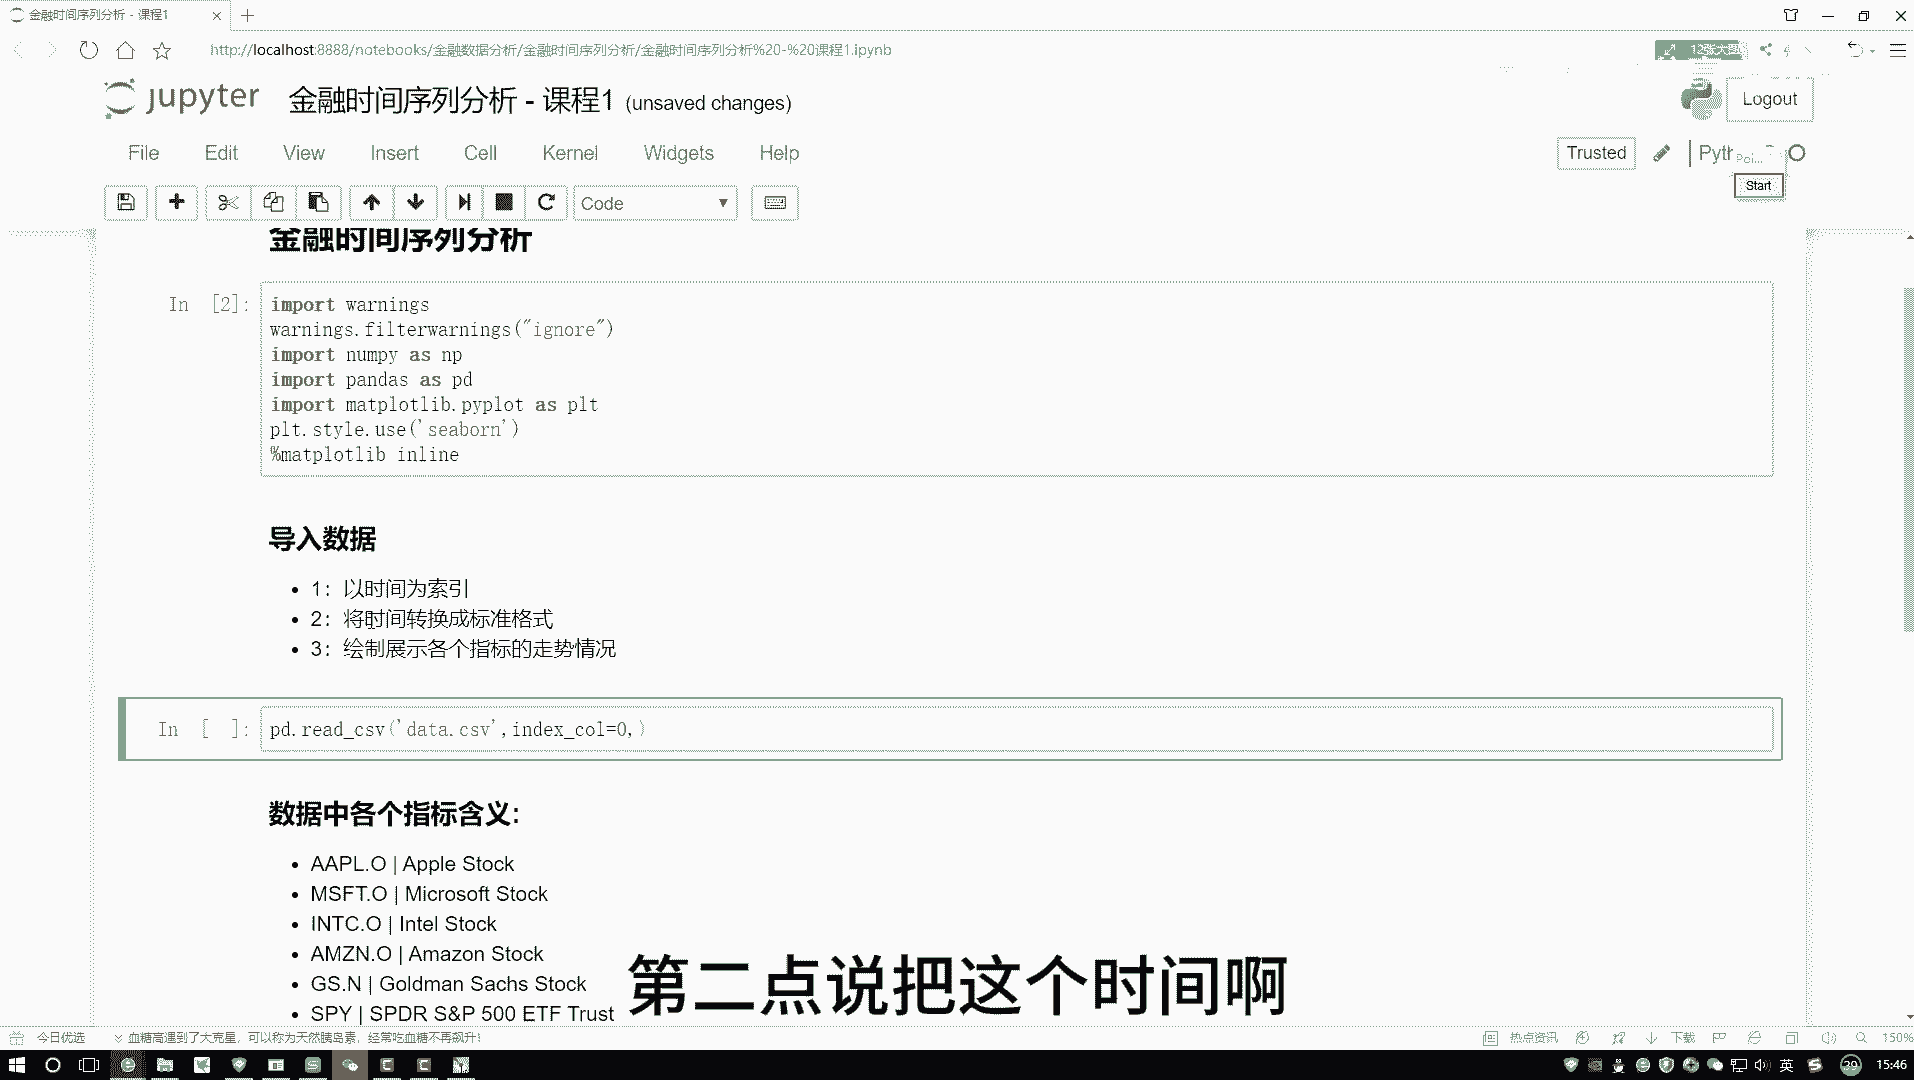 金融时间序列分析 - 课程1
http://localhost:8888/notebooks/金融数据分析/金融时间序列分析/金融时间序列分析%20-%20课程1.ipynb
12张大图
jupyter 金融时间序列分析 - 课程1 (unsaved changes)
Logout
File Edit View Insert Cell Kernel Widgets Help
Trusted
Start
Code
金融时间序列分析
In [2]:
import warnings
warnings.filterwarnings("ignore")
import numpy as np
import pandas as pd
import matplotlib.pyplot as plt
plt.style.use('seaborn')
%matplotlib inline
导入数据
1：以时间为索引
2：将时间转换成标准格式
3：绘制展示各个指标的走势情况
In [ ]: pd.read_csv('data.csv',index_col=0,)
数据中各个指标含义:
AAPL.O | Apple Stock
MSFT.O | Microsoft Stock
INTC.O | Intel Stock
AMZN.O | Amazon Stock
GS.N | Goldman Sachs Stock
SPY | SPDR S&P 500 ETF Trust
第二点说把这个时间啊
今日优选 血糖高遇到了大克星，可以称为天然胰岛素，经常吃血糖不再飙升!
热点资讯 下载 150%
英 29 15:46